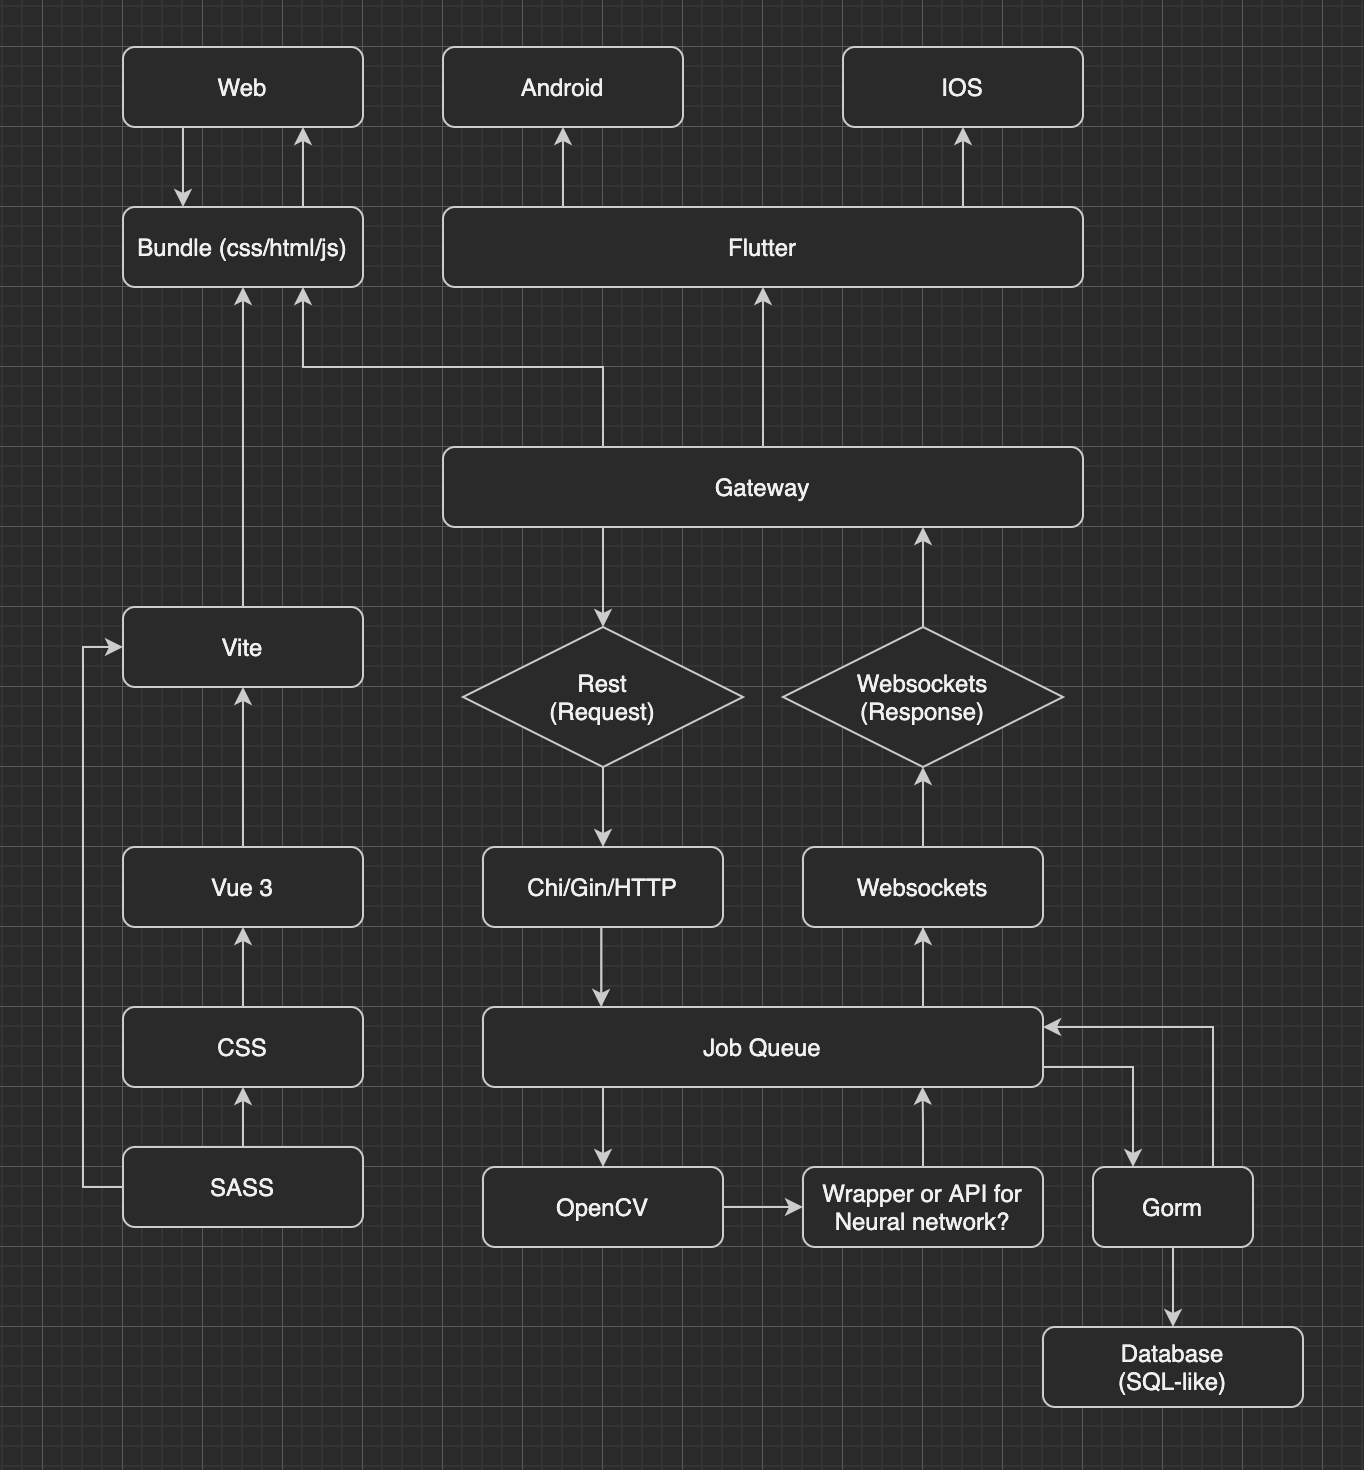 Web
Android
IOS
Bundle (css/html/js)
Flutter
Gateway
Vite
Rest
(Request)
Websockets
(Response)
Vue 3
Chi/Gin/HTTP
Websockets
CSS
Job Queue
SASS
OpenCV
Wrapper or API for
Neural network?
Gorm
Database
(SQL-like)